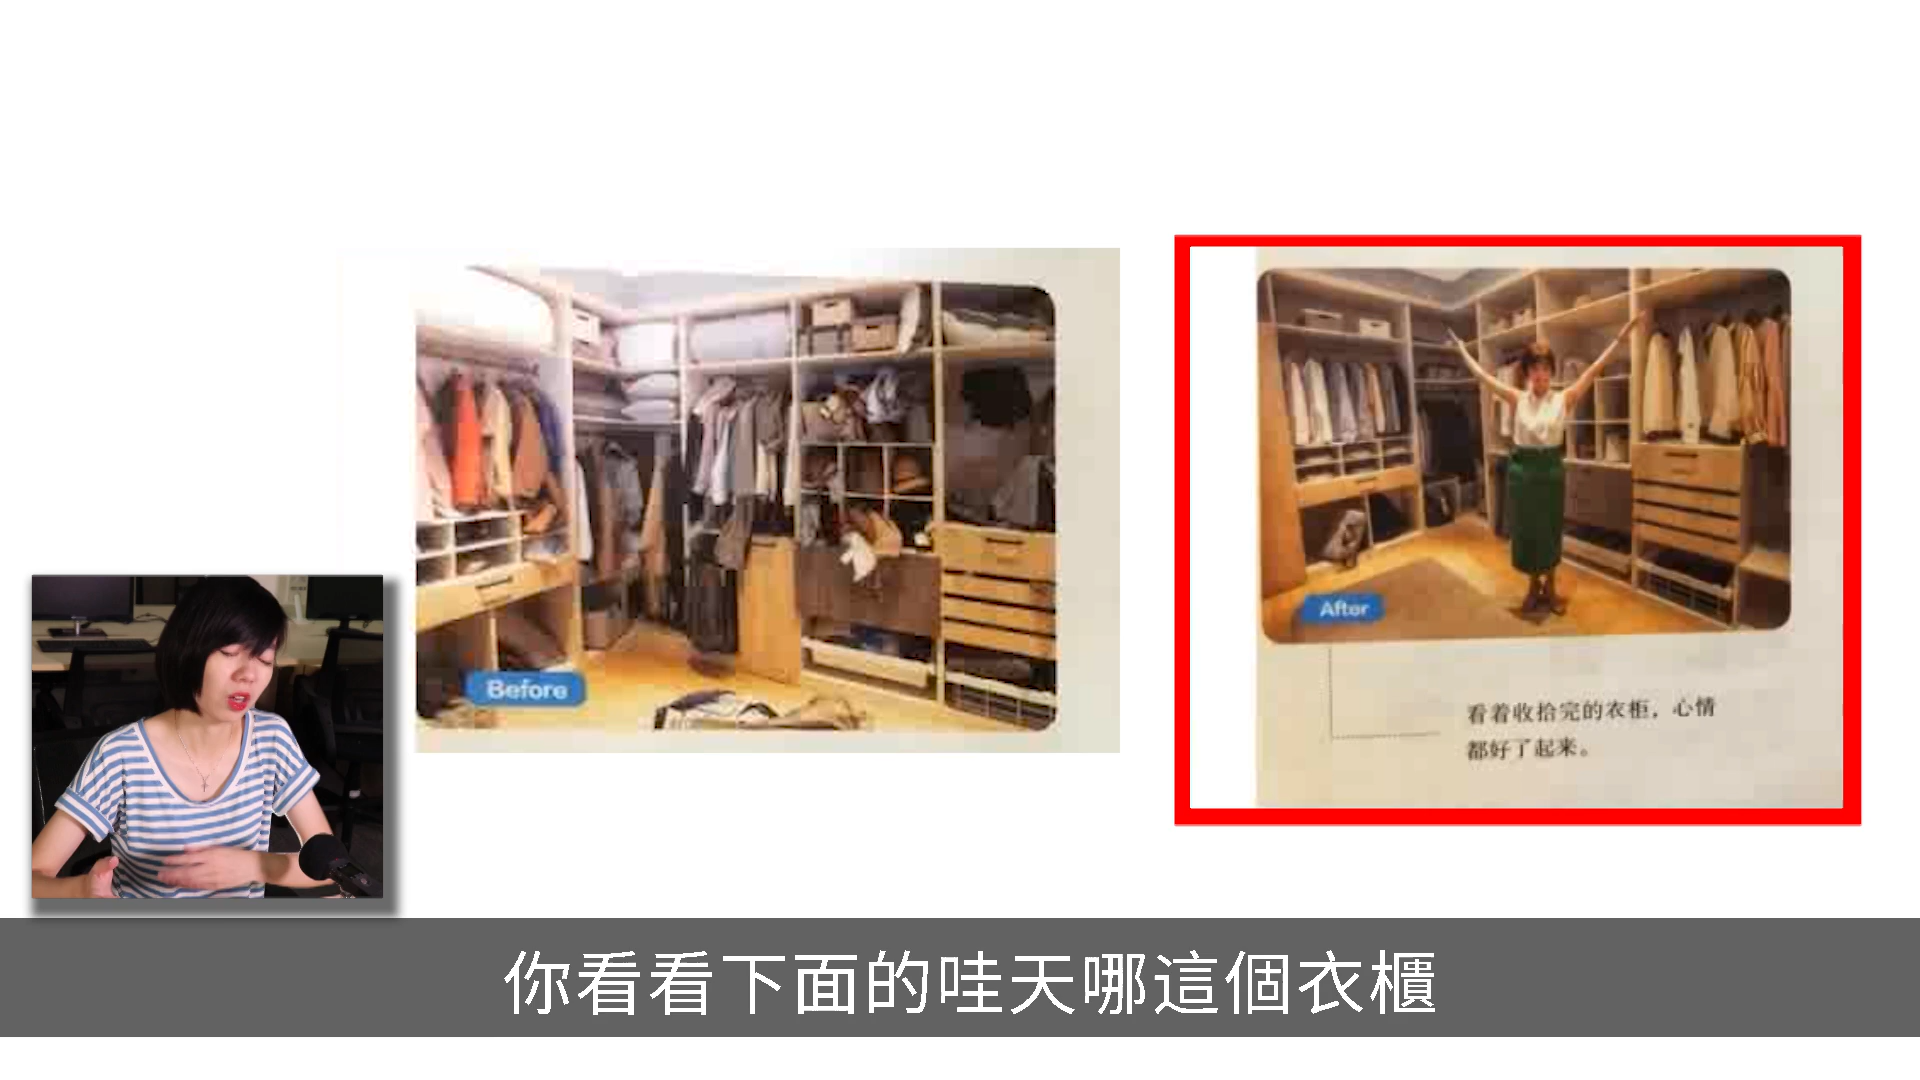 Before
After
看着收拾完的衣柜，心情
都好了起来。
你看看下面的哇天哪這個衣櫃